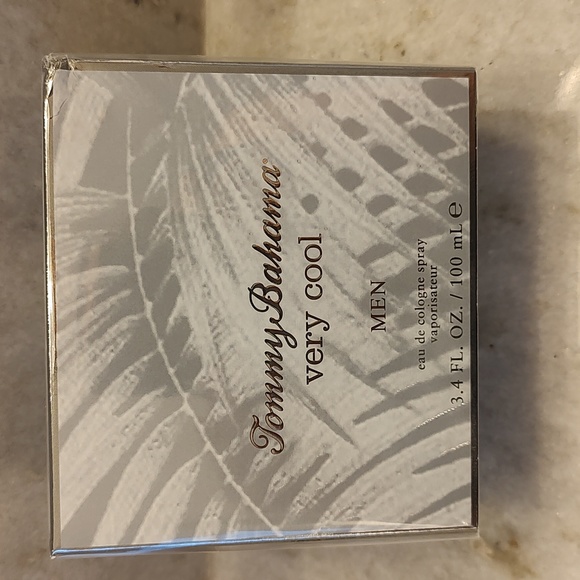 Tommy Bahama®
very cool
MEN
eau de cologne spray
vaporisateur
3.4 FL. OZ. / 100 mL ℮